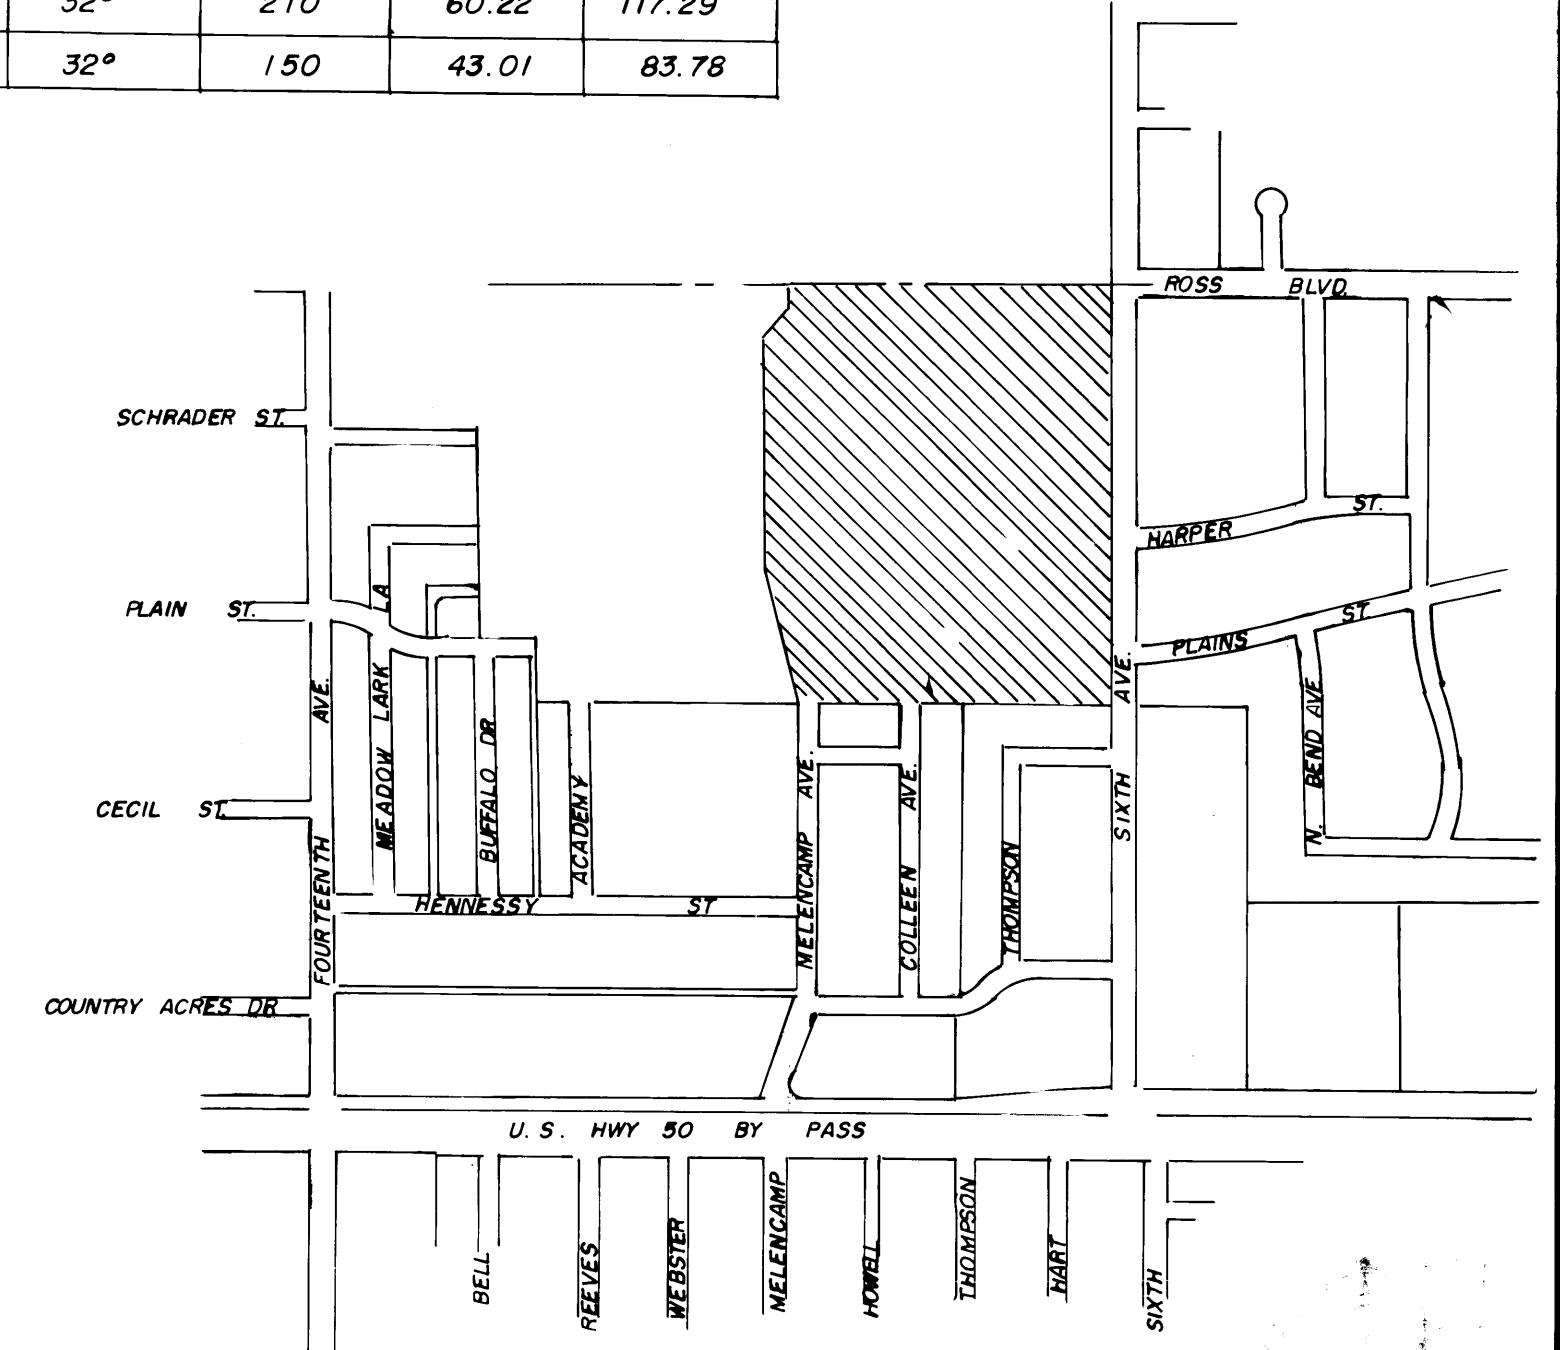 32° 210 60.22 117.29
32° 150 43.01 83.78
ROSS BLVD.
SCHRADER ST.
HARPER ST.
PLAIN ST.
PLAINS ST.
MEADOW LARK LA
BUFFALO DR
ACADEMY
FOURTEENTH AVE.
MELENCAMP AVE.
COLLEEN AVE.
THOMPSON
SIXTH AVE.
N. BEND AVE.
CECIL ST.
HENNESSY ST
COUNTRY ACRES DR
U.S. HWY 50 BY PASS
BELL
REEVES
WEBSTER
MELENCAMP
HOWELL
THOMPSON
HART
SIXTH